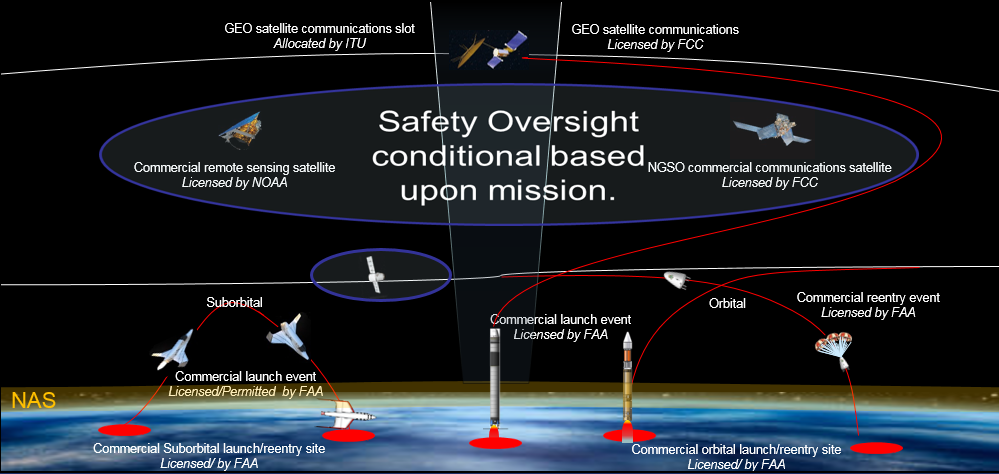 GEO satellite communications slot
Allocated by ITU
GEO satellite communications
Licensed by FCC
Safety Oversight
conditional based
upon mission.
Commercial remote sensing satellite
Licensed by NOAA
NGSO commercial communications satellite
Licensed by FCC
Suborbital
Orbital
Commercial reentry event
Licensed by FAA
Commercial launch event
Licensed by FAA
Commercial launch event
Licensed/Permitted by FAA
NAS
Commercial Suborbital launch/reentry site
Licensed/ by FAA
Commercial orbital launch/reentry site
Licensed/ by FAA